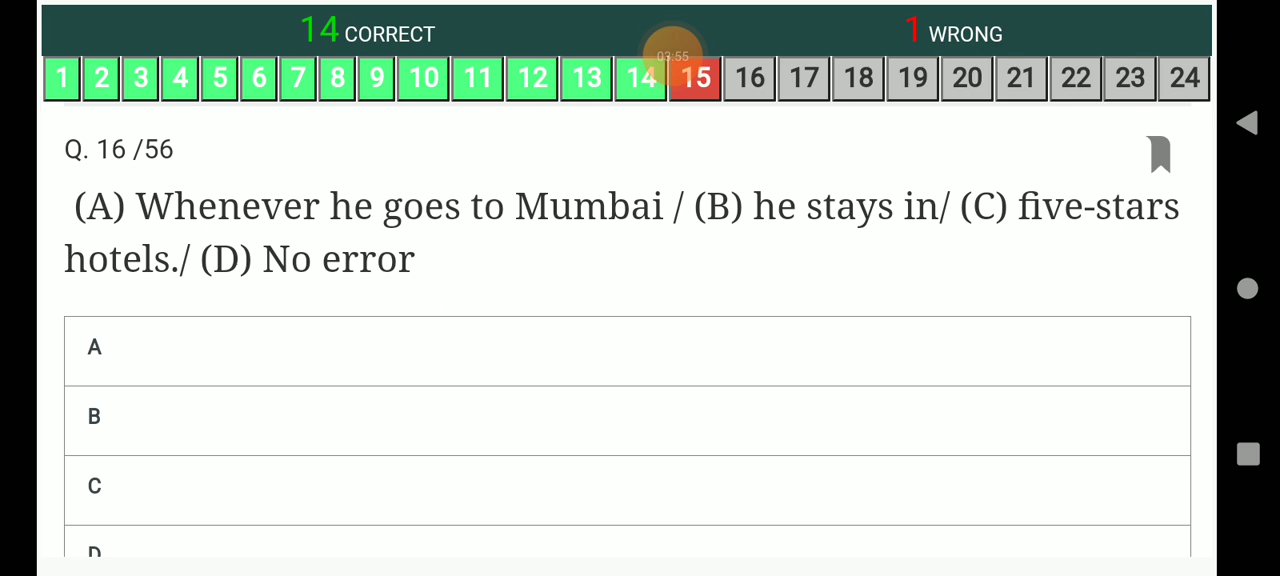 14 CORRECT 1 WRONG
03:55
1 2 3 4 5 6 7 8 9 10 11 12 13 14 15 16 17 18 19 20 21 22 23 24
Q. 16 /56
(A) Whenever he goes to Mumbai / (B) he stays in/ (C) five-stars
hotels./ (D) No error
A
B
C
D